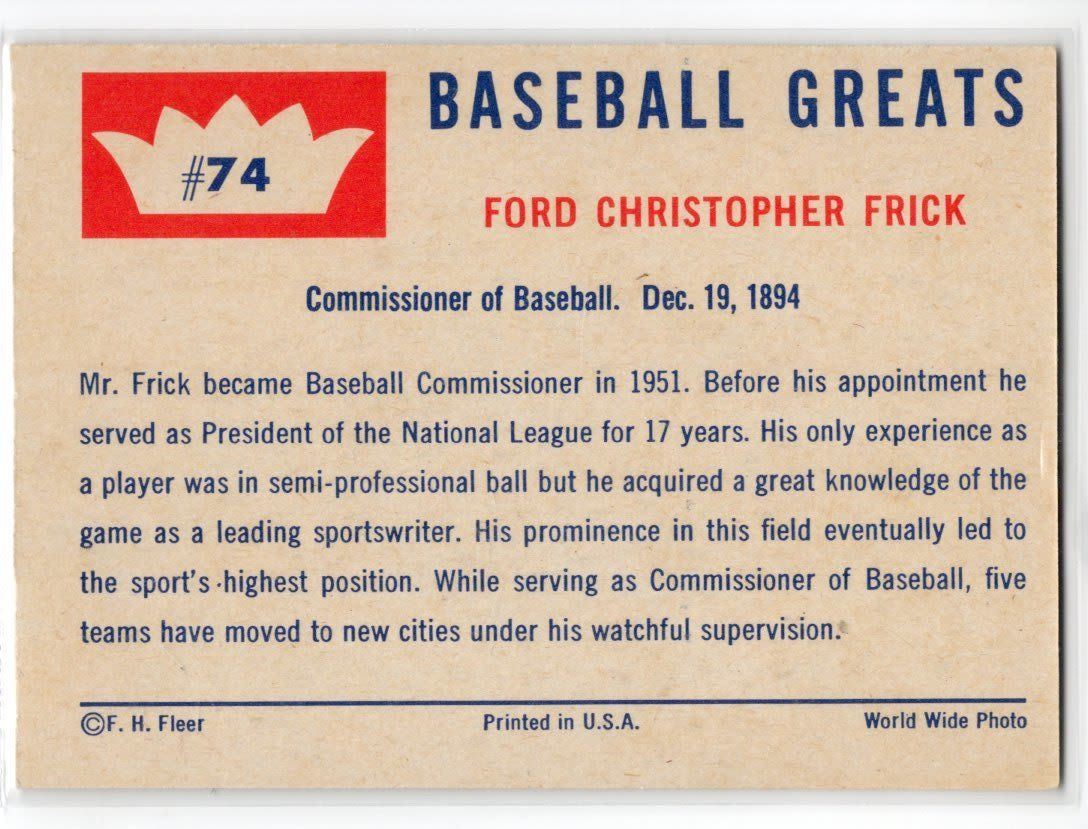 #74
BASEBALL GREATS
FORD CHRISTOPHER FRICK
Commissioner of Baseball. Dec. 19, 1894
Mr. Frick became Baseball Commissioner in 1951. Before his appointment he
served as President of the National League for 17 years. His only experience as
a player was in semi-professional ball but he acquired a great knowledge of the
game as a leading sportswriter. His prominence in this field eventually led to
the sport's highest position. While serving as Commissioner of Baseball, five
teams have moved to new cities under his watchful supervision.
©F. H. Fleer Printed in U.S.A. World Wide Photo